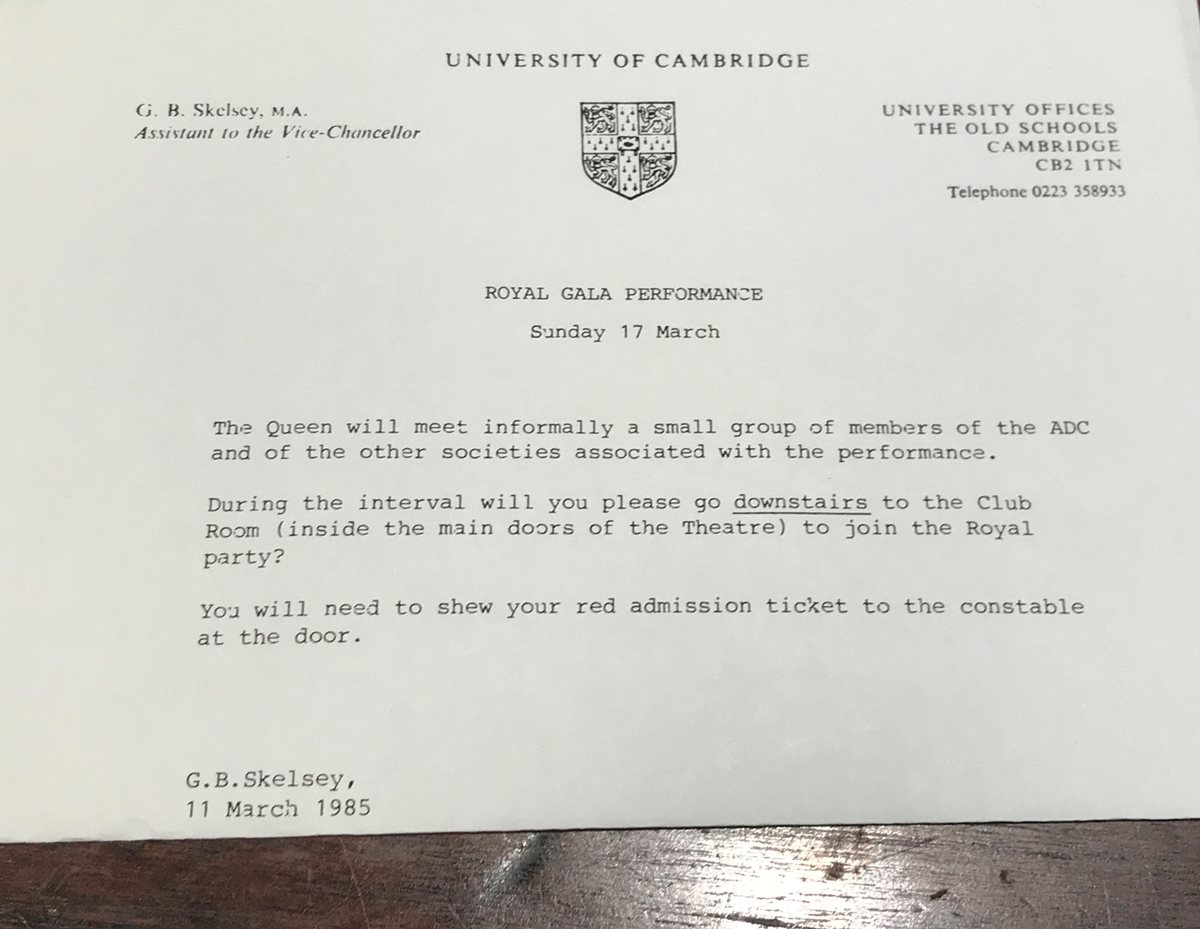 UNIVERSITY OF CAMBRIDGE
G. B. Skelsey, M.A.
Assistant to the Vice-Chancellor
UNIVERSITY OFFICES
THE OLD SCHOOLS
CAMBRIDGE
CB2 1TN
Telephone 0223 358933
ROYAL GALA PERFORMANCE
Sunday 17 March
The Queen will meet informally a small group of members of the ADC
and of the other societies associated with the performance.
During the interval will you please go downstairs to the Club
Room (inside the main doors of the Theatre) to join the Royal
party?
You will need to shew your red admission ticket to the constable
at the door.
G.B.Skelsey,
11 March 1985